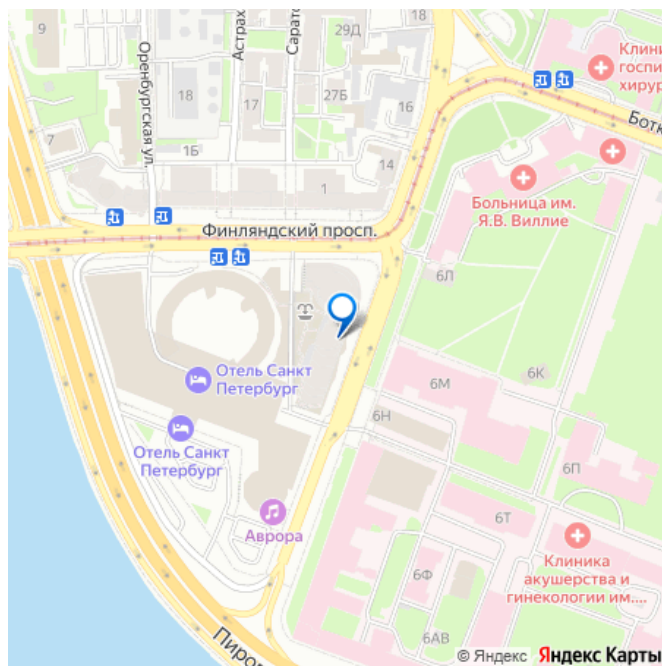 9
Оренбургская ул.
Астрах
Сарато
29Д
18
Клини
госпи
хирур
18
17
27Б
16
Ботк
7
1Б
14
1
Больница им.
Я.В. Виллие
Финляндский просп.
6Л
Отель Санкт
Петербург
6М
6К
6Н
Отель Санкт
Петербург
6П
6Т
Аврора
Клиника
акушерства и
гинекологии им....
6Ф
6АВ
Пирог
© Яндекс Яндекс Карты